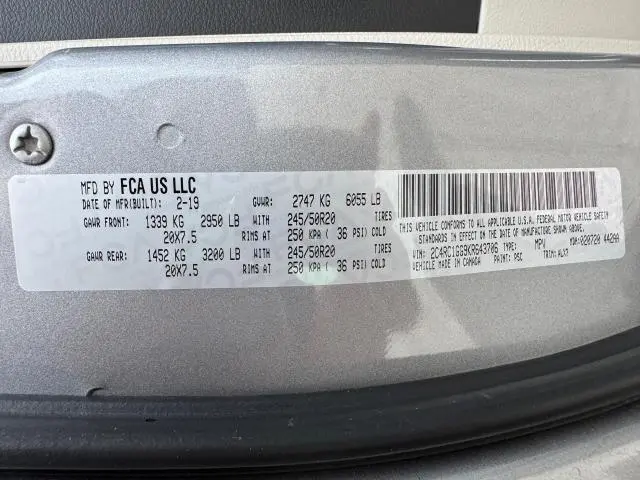 MFD BY FCA US LLC
DATE OF MFR(BUILT): 2-19 GVWR: 2747 KG 6055 LB
GAWR FRONT: 1339 KG 2950 LB WITH 245/50R20 TIRES
20X7.5 RIMS AT 250 KPA ( 36 PSI) COLD
GAWR REAR: 1452 KG 3200 LB WITH 245/50R20 TIRES
20X7.5 RIMS AT 250 KPA ( 36 PSI) COLD
THIS VEHICLE CONFORMS TO ALL APPLICABLE U.S.A. FEDERAL MOTOR VEHICLE SAFETY
STANDARDS IN EFFECT ON THE DATE OF MANUFACTURE SHOWN ABOVE.
VIN: 2C4RC1GG9KR643706 TYPE: MPV MDH: 020720 442AA
VEHICLE MADE IN CANADA PAINT: PSC TRIM: ALX7